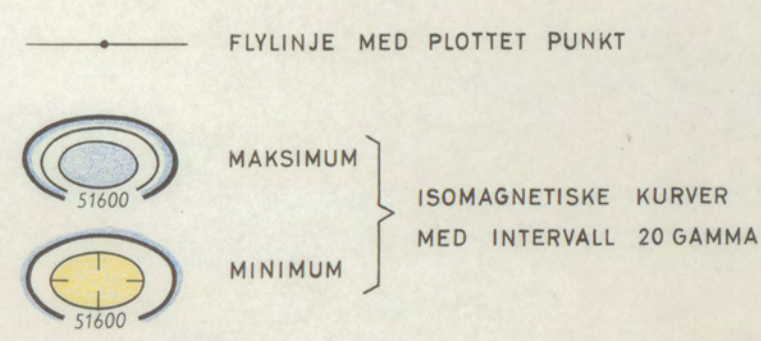 FLYLINJE MED PLOTTET PUNKT
MAKSIMUM
51600
ISOMAGNETISKE KURVER
MED INTERVALL 20 GAMMA
MINIMUM
51600